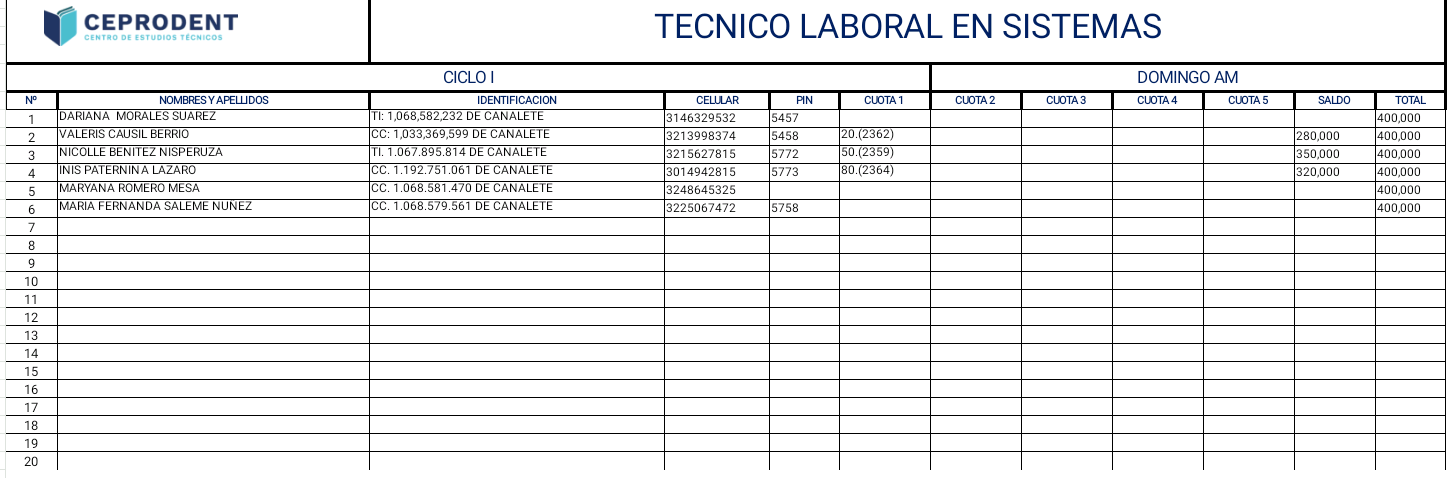 CEPRODENT
CENTRO DE ESTUDIOS TÉCNICOS
TECNICO LABORAL EN SISTEMAS
CICLO I DOMINGO AM
Nº NOMBRES Y APELLIDOS IDENTIFICACION CELULAR PIN CUOTA 1 CUOTA 2 CUOTA 3 CUOTA 4 CUOTA 5 SALDO TOTAL
1 DARIANA MORALES SUAREZ TI: 1,068,582,232 DE CANALETE 3146329532 5457 400,000
2 VALERIS CAUSIL BERRIO CC: 1,033,369,599 DE CANALETE 3213998374 5458 20.(2362) 280,000 400,000
3 NICOLLE BENITEZ NISPERUZA TI. 1.067.895.814 DE CANALETE 3215627815 5772 50.(2359) 350,000 400,000
4 INIS PATERNINA LAZARO CC. 1.192.751.061 DE CANALETE 3014942815 5773 80.(2364) 320,000 400,000
5 MARYANA ROMERO MESA CC. 1.068.581.470 DE CANALETE 3248645325 400,000
6 MARIA FERNANDA SALEME NUÑEZ CC. 1.068.579.561 DE CANALETE 3225067472 5758 400,000
7
8
9
10
11
12
13
14
15
16
17
18
19
20